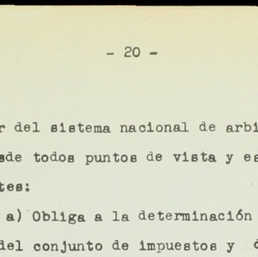 - 20 -
r del sistema nacional de arbi
sde todos puntos de vista y es
tes:
a) Obliga a la determinación
del conjunto de impuestos y d